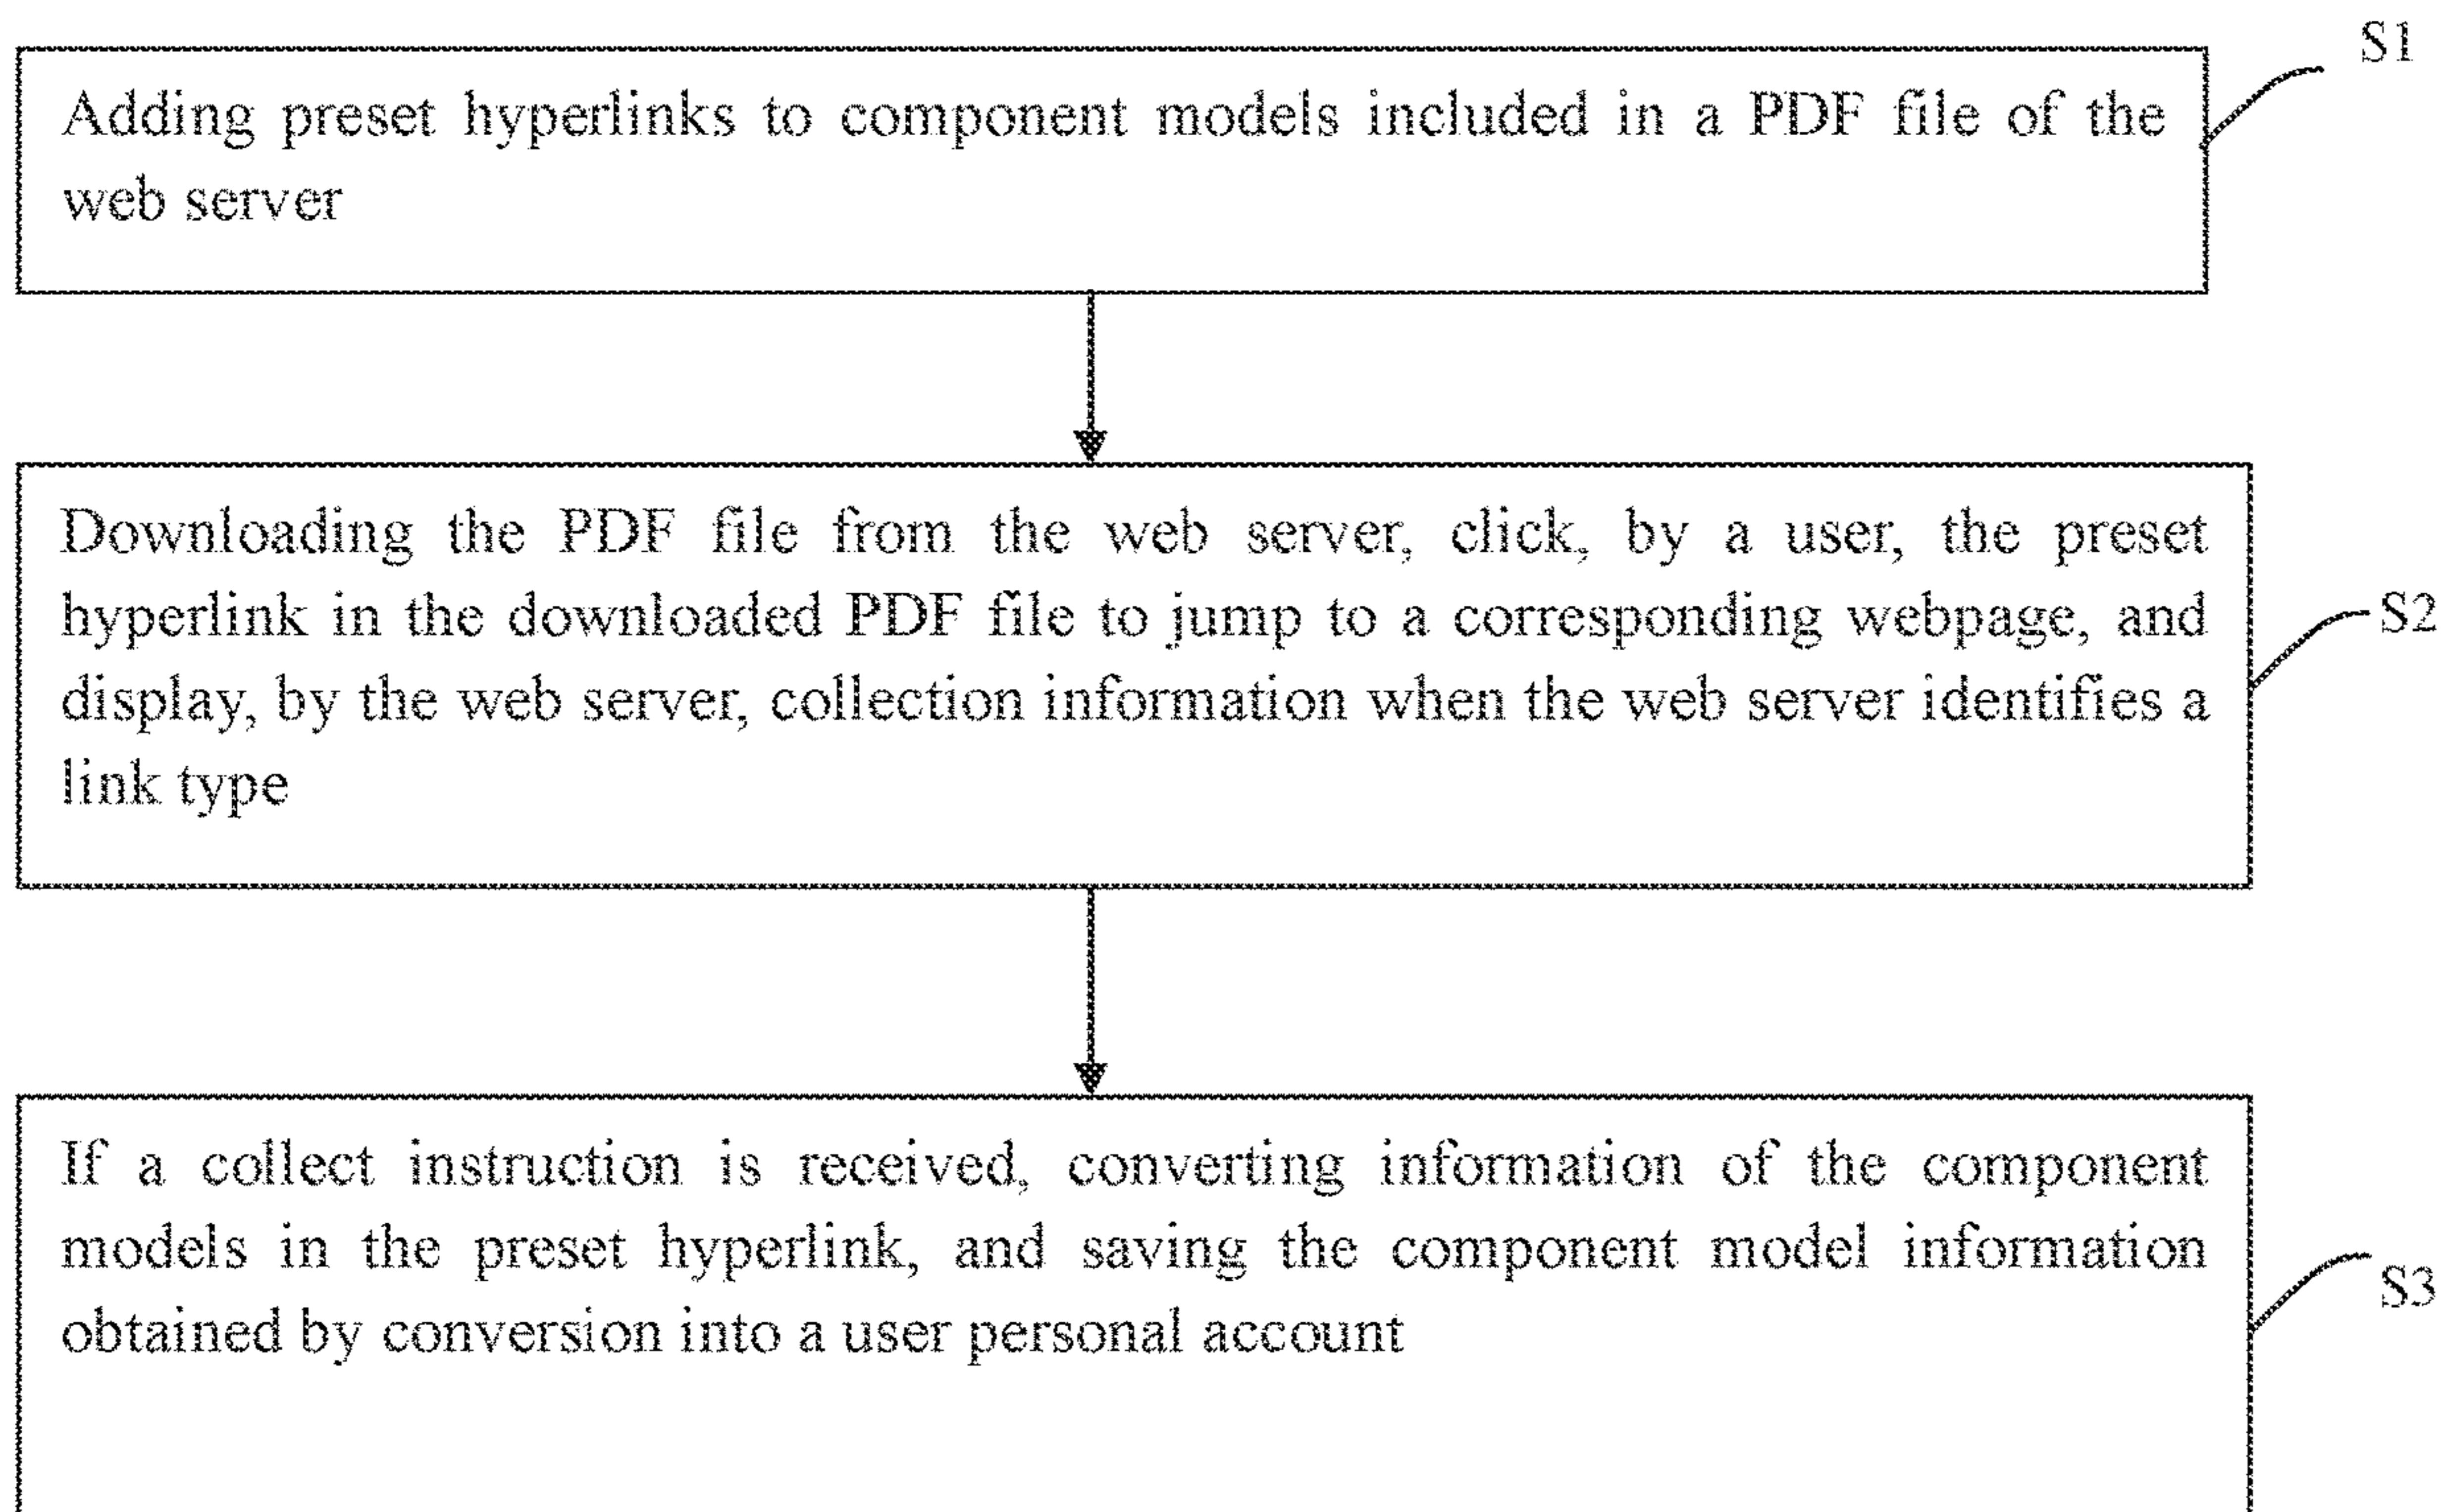 S1
Adding preset hyperlinks to component models included in a PDF file of the
web server
Downloading the PDF file from the web server, click, by a user, the preset
hyperlink in the downloaded PDF file to jump to a corresponding webpage, and
display, by the web server, collection information when the web server identifies a
link type
S2
If a collect instruction is received, converting information of the component
models in the preset hyperlink, and saving the component model information
obtained by conversion into a user personal account
S3